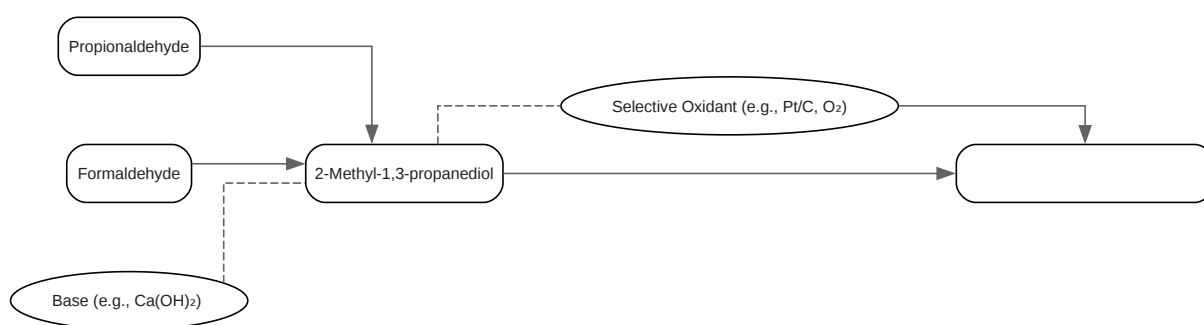 Propionaldehyde
Selective Oxidant (e.g., Pt/C, O₂)
Formaldehyde
2-Methyl-1,3-propanediol
Base (e.g., Ca(OH)₂)